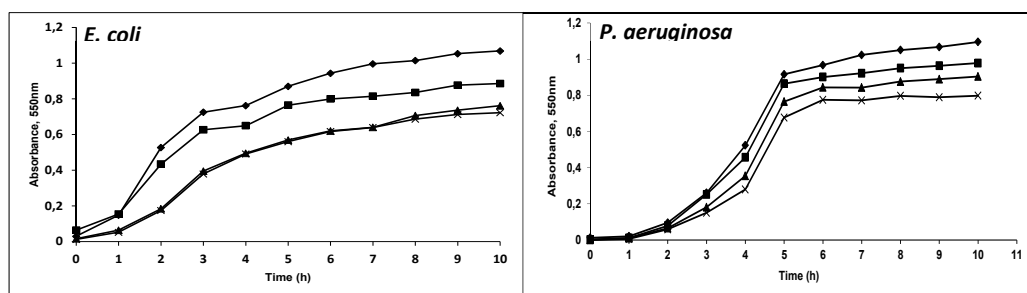 E. coli
1,2
1
0,8
0,6
0,4
0,2
0
Absorbance, 550nm
0 1 2 3 4 5 6 7 8 9 10
Time (h)
P. aeruginosa
1,2
1
0,8
0,6
0,4
0,2
0
Absorbance, 550nm
0 1 2 3 4 5 6 7 8 9 10 11
Time (h)